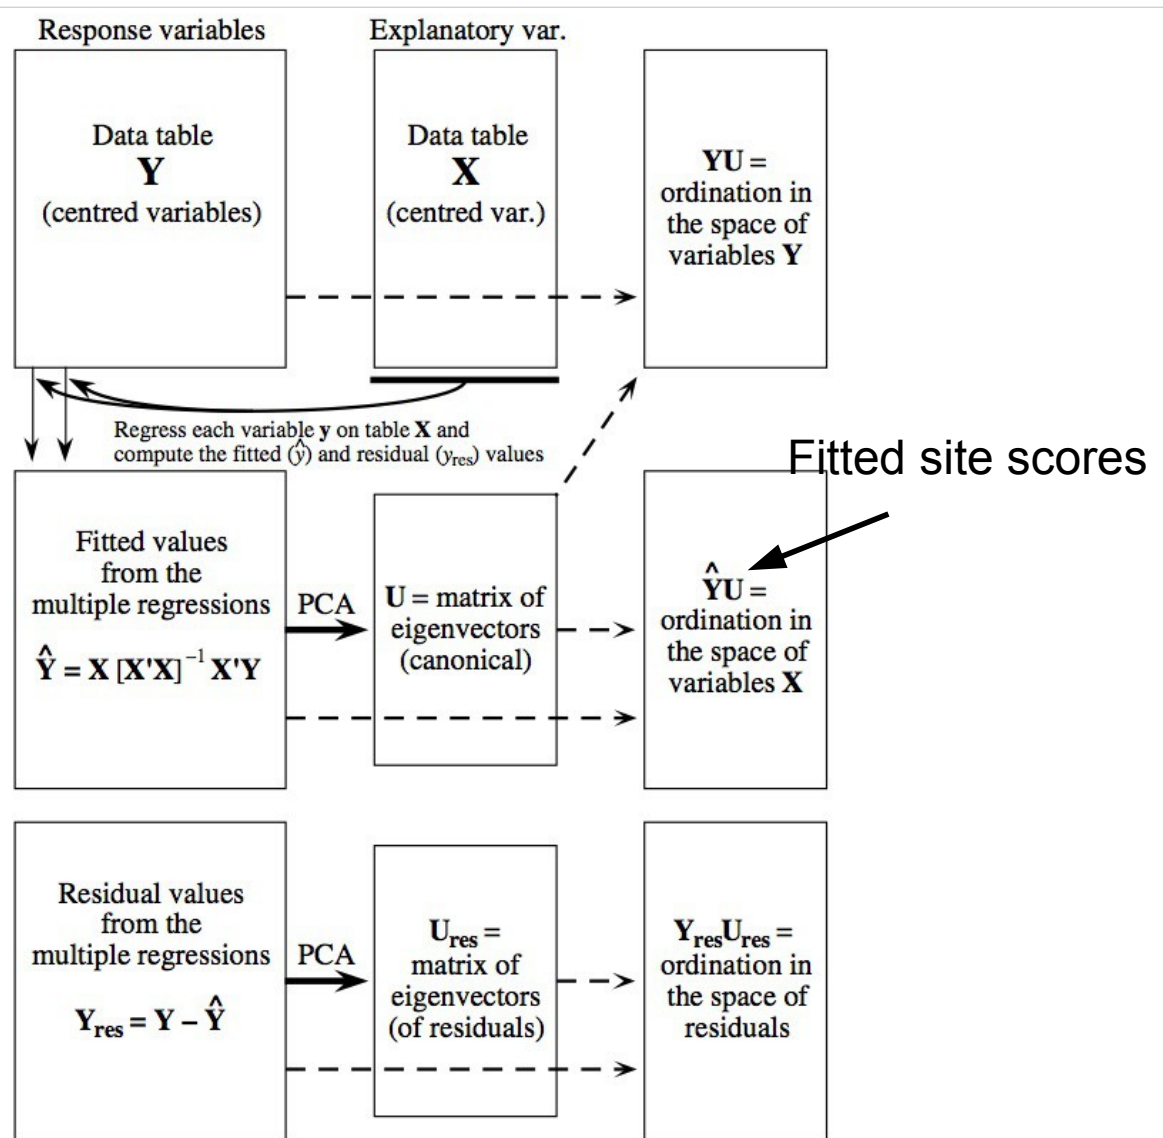 Response variables
Explanatory var.
Data table
Y
(centred variables)
Data table
X
(centred var.)
YU =
ordination in
the space of
variables Y
Regress each variable y on table X and
compute the fitted (ŷ) and residual (yres) values
Fitted site scores
Fitted values
from the
multiple regressions
Ŷ = X [X'X]⁻¹ X'Y
PCA
U = matrix of
eigenvectors
(canonical)
ŶU =
ordination in
the space of
variables X
Residual values
from the
multiple regressions
Yres = Y – Ŷ
PCA
Ures =
matrix of
eigenvectors
(of residuals)
YresUres =
ordination in
the space of
residuals